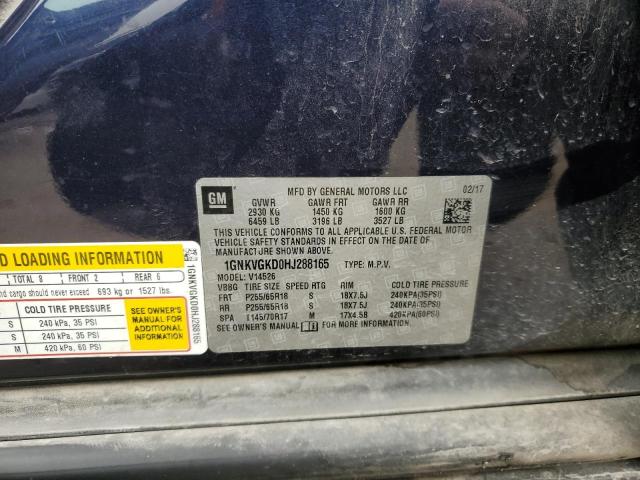 GM
MFD BY GENERAL MOTORS LLC
02/17
GVWR GAWR FRT GAWR RR
2930 KG 1450 KG 1600 KG
6459 LB 3196 LB 3527 LB
THIS VEHICLE CONFORMS TO ALL APPLICABLE U.S. FEDERAL MOTOR
VEHICLE SAFETY STANDARDS IN EFFECT ON THE DATE OF
MANUFACTURE SHOWN ABOVE.
1GNKVGKD0HJ288165 TYPE: M.P.V.
MODEL: V14526
VBBG TIRE SIZE SPEED RTG RIM COLD TIRE PRESSURE
FRT P255/65R18 S 18X7.5J 240KPA(35PSI)
RR P255/65R18 S 18X7.5J 240KPA(35PSI)
SPA T145/70R17 M 17X4.5B 420KPA(60PSI)
SEE OWNER'S MANUAL FOR MORE INFORMATION.
D LOADING INFORMATION
TOTAL 8 FRONT 2 REAR 6
nd cargo should never exceed 693 kg or 1527 lbs.
COLD TIRE PRESSURE
S 240 kPa, 35 PSI
S 240 kPa, 35 PSI
M 420 kPa, 60 PSI
SEE OWNER'S
MANUAL FOR
ADDITIONAL
INFORMATION
1GNKVGKD0HJ288165